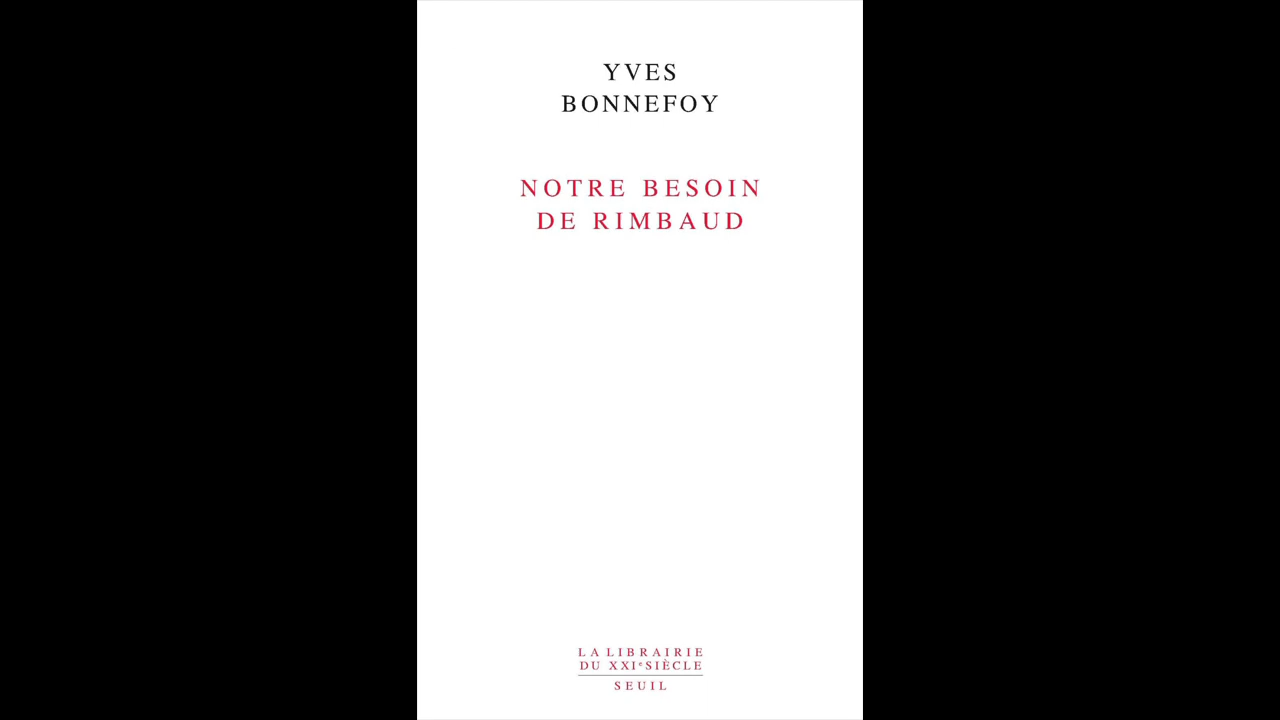 YVES
BONNEFOY
NOTRE BESOIN
DE RIMBAUD
LA LIBRAIRIE
DU XXIe SIÈCLE
SEUIL